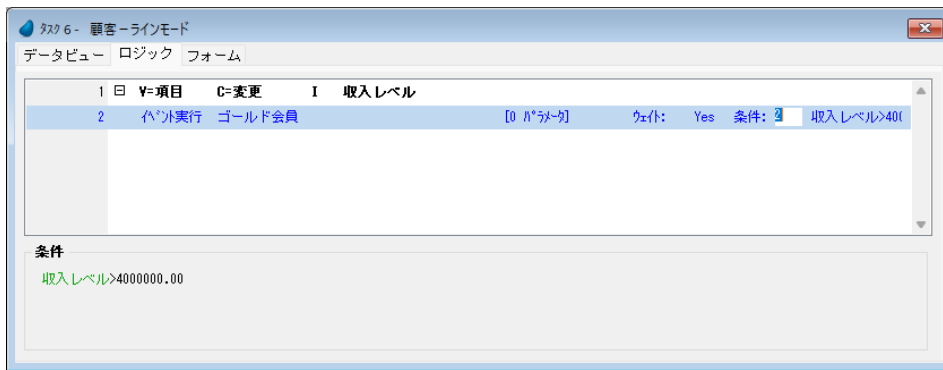 ﾀｽｸ 6 - 顧客－ラインモード
データビュー ロジック フォーム
1 V=項目 C=変更 I 収入レベル
2 ｲﾍﾞﾝﾄ実行 ゴールド会員 [0 ﾊﾟﾗﾒｰﾀ] ｳｪｲﾄ: Yes 条件: 2 収入レベル>400
条件
収入レベル>4000000.00